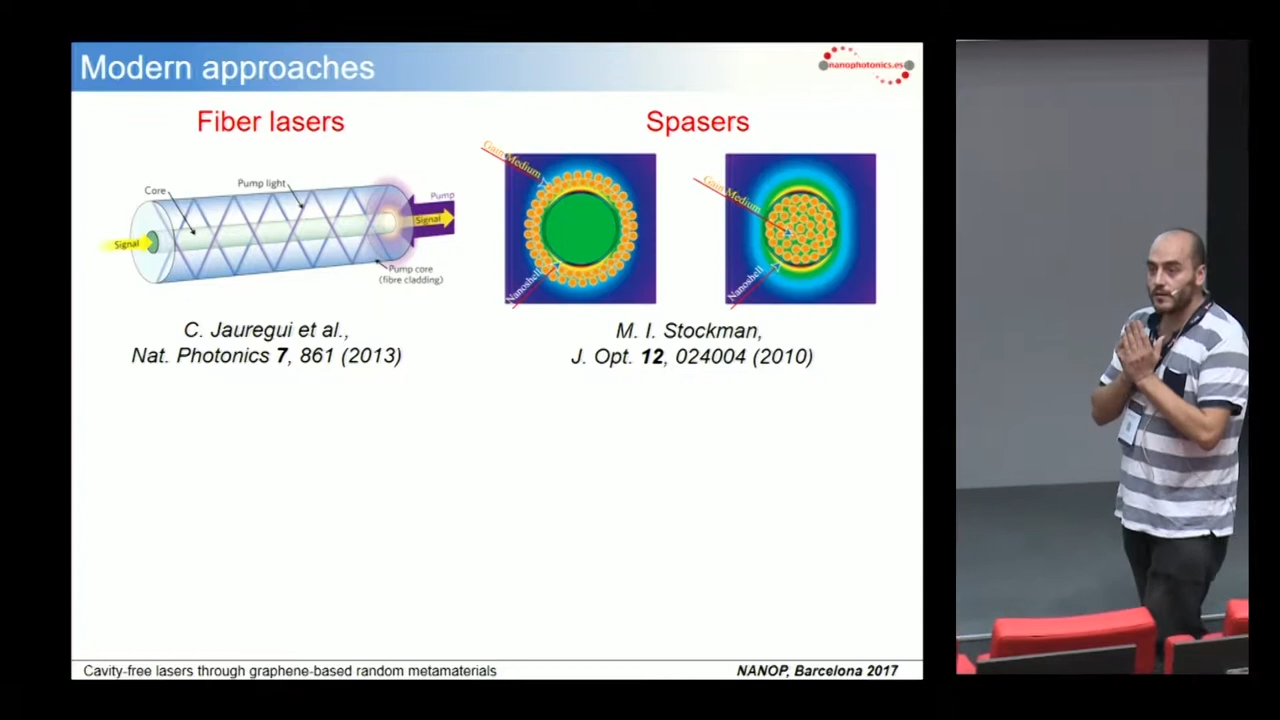 Modern approaches
nanophotonics.es
Fiber lasers
Spasers
Core
Pump light
Pump
Signal
Signal
Pump core
(fibre cladding)
Gain Medium
Nanoshell
Gain Medium
Nanoshell
C. Jauregui et al.,
Nat. Photonics 7, 861 (2013)
M. I. Stockman,
J. Opt. 12, 024004 (2010)
Cavity-free lasers through graphene-based random metamaterials
NANOP, Barcelona 2017